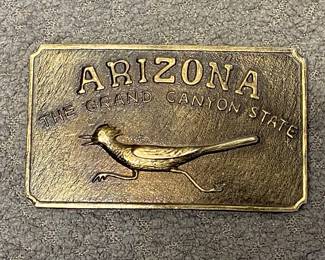 ARIZONA
THE GRAND CANYON STATE